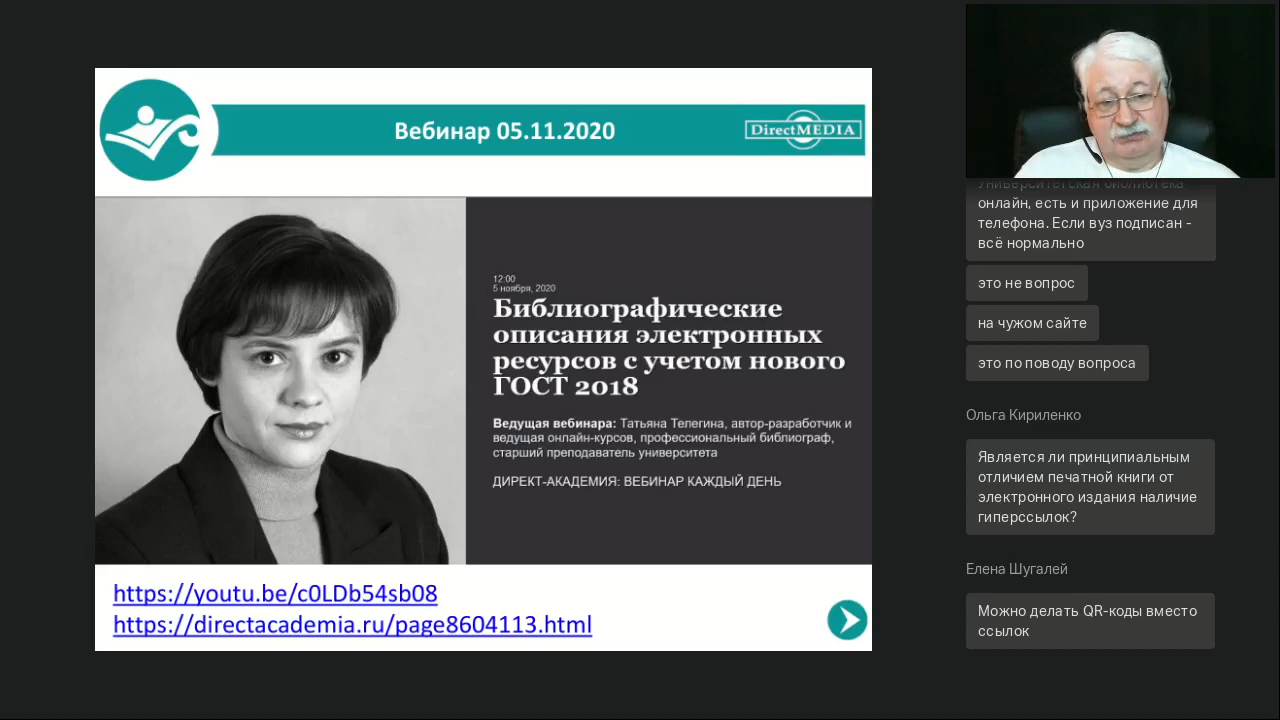 Вебинар 05.11.2020
DirectMEDIA
12:00
5 ноября, 2020
Библиографические
описания электронных
ресурсов с учетом нового
ГОСТ 2018
Ведущая вебинара: Татьяна Телегина, автор-разработчик и
ведущая онлайн-курсов, профессиональный библиограф,
старший преподаватель университета
ДИРЕКТ-АКАДЕМИЯ: ВЕБИНАР КАЖДЫЙ ДЕНЬ
https://youtu.be/c0LDb54sb08
https://directacademia.ru/page8604113.html
Университетская библиотека
онлайн, есть и приложение для
телефона. Если вуз подписан -
всё нормально
это не вопрос
на чужом сайте
это по поводу вопроса
Ольга Кириленко
Является ли принципиальным
отличием печатной книги от
электронного издания наличие
гиперссылок?
Елена Шугалей
Можно делать QR-коды вместо
ссылок